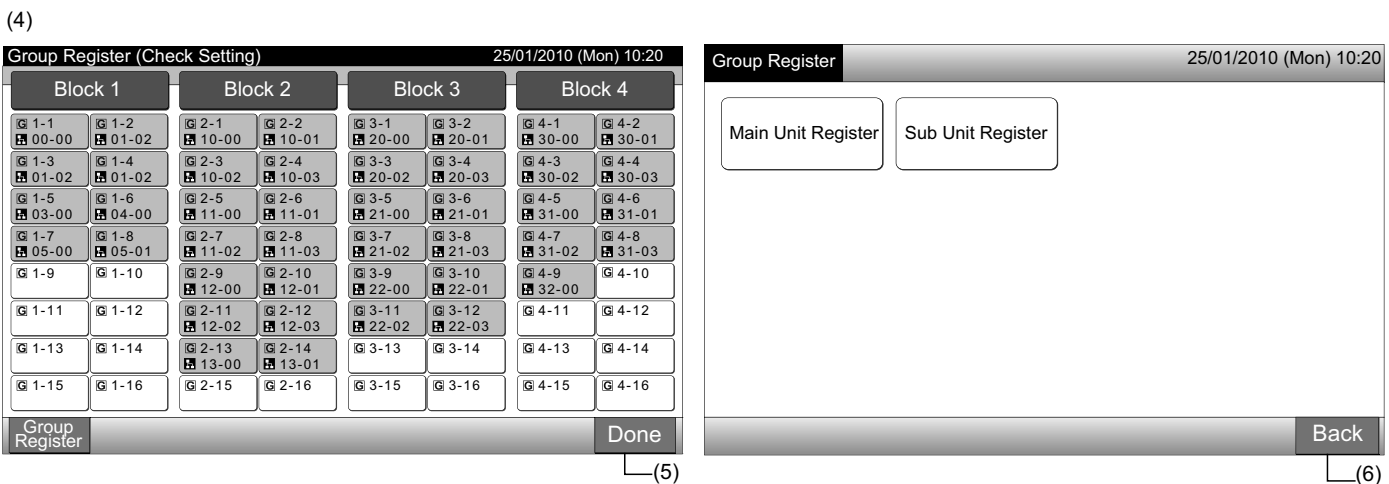 (4)
Group Register (Check Setting) 25/01/2010 (Mon) 10:20
Block 1 Block 2 Block 3 Block 4
G 1-1 G 1-2 G 2-1 G 2-2 G 3-1 G 3-2 G 4-1 G 4-2
00-00 01-02 10-00 10-01 20-00 20-01 30-00 30-01
G 1-3 G 1-4 G 2-3 G 2-4 G 3-3 G 3-4 G 4-3 G 4-4
01-02 01-02 10-02 10-03 20-02 20-03 30-02 30-03
G 1-5 G 1-6 G 2-5 G 2-6 G 3-5 G 3-6 G 4-5 G 4-6
03-00 04-00 11-00 11-01 21-00 21-01 31-00 31-01
G 1-7 G 1-8 G 2-7 G 2-8 G 3-7 G 3-8 G 4-7 G 4-8
05-00 05-01 11-02 11-03 21-02 21-03 31-02 31-03
G 1-9 G 1-10 G 2-9 G 2-10 G 3-9 G 3-10 G 4-9 G 4-10
12-00 12-01 22-00 22-01 32-00
G 1-11 G 1-12 G 2-11 G 2-12 G 3-11 G 3-12 G 4-11 G 4-12
12-02 12-03 22-02 22-03
G 1-13 G 1-14 G 2-13 G 2-14 G 3-13 G 3-14 G 4-13 G 4-14
13-00 13-01
G 1-15 G 1-16 G 2-15 G 2-16 G 3-15 G 3-16 G 4-15 G 4-16
Group
Register
Done
(5)
Group Register 25/01/2010 (Mon) 10:20
Main Unit Register Sub Unit Register
Back
(6)